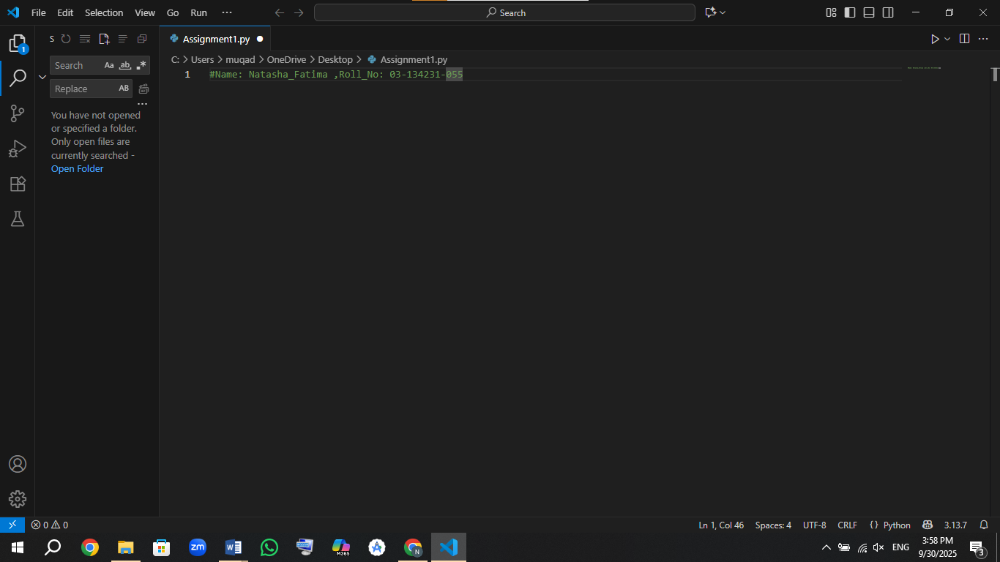 File Edit Selection View Go Run ···
Search
S
Assignment1.py
1
Search Aa ab, .*
Replace AB
You have not opened
or specified a folder.
Only open files are
currently searched -
Open Folder
C: > Users > muqad > OneDrive > Desktop > Assignment1.py
1 #Name: Natasha_Fatima ,Roll_No: 03-134231-055
0 0
Ln 1, Col 46 Spaces: 4 UTF-8 CRLF {} Python 3.13.7
zm
W
M365
N
ENG
3:58 PM
9/30/2025
3